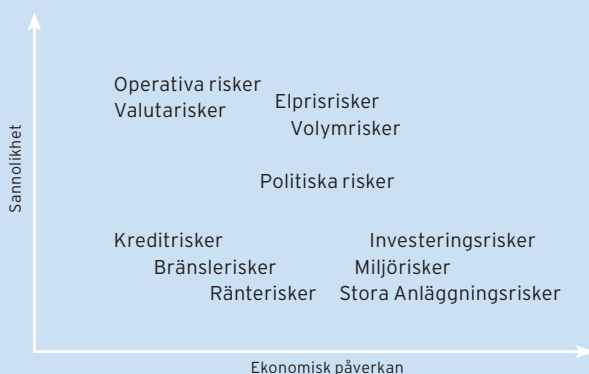 Sannolikhet
Operativa risker
Valutarisker
Elprisrisker
Volymrisker
Politiska risker
Kreditrisker
Investeringsrisker
Bränslerisker
Miljörisker
Ränterisker
Stora Anläggningsrisker
Ekonomisk påverkan